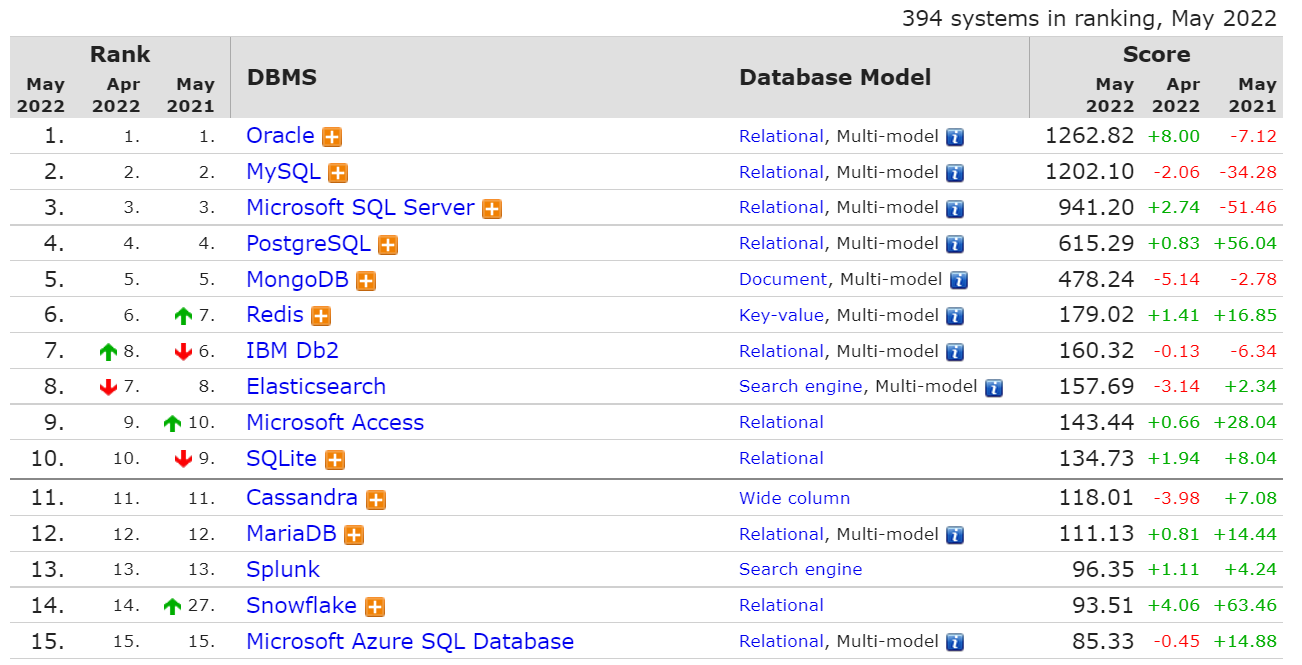 394 systems in ranking, May 2022
Rank DBMS Database Model Score
May 2022 Apr 2022 May 2021 May 2022 Apr 2022 May 2021
1. 1. 1. Oracle Relational, Multi-model 1262.82 +8.00 -7.12
2. 2. 2. MySQL Relational, Multi-model 1202.10 -2.06 -34.28
3. 3. 3. Microsoft SQL Server Relational, Multi-model 941.20 +2.74 -51.46
4. 4. 4. PostgreSQL Relational, Multi-model 615.29 +0.83 +56.04
5. 5. 5. MongoDB Document, Multi-model 478.24 -5.14 -2.78
6. 6. 7. Redis Key-value, Multi-model 179.02 +1.41 +16.85
7. 8. 6. IBM Db2 Relational, Multi-model 160.32 -0.13 -6.34
8. 7. 8. Elasticsearch Search engine, Multi-model 157.69 -3.14 +2.34
9. 9. 10. Microsoft Access Relational 143.44 +0.66 +28.04
10. 10. 9. SQLite Relational 134.73 +1.94 +8.04
11. 11. 11. Cassandra Wide column 118.01 -3.98 +7.08
12. 12. 12. MariaDB Relational, Multi-model 111.13 +0.81 +14.44
13. 13. 13. Splunk Search engine 96.35 +1.11 +4.24
14. 14. 27. Snowflake Relational 93.51 +4.06 +63.46
15. 15. 15. Microsoft Azure SQL Database Relational, Multi-model 85.33 -0.45 +14.88